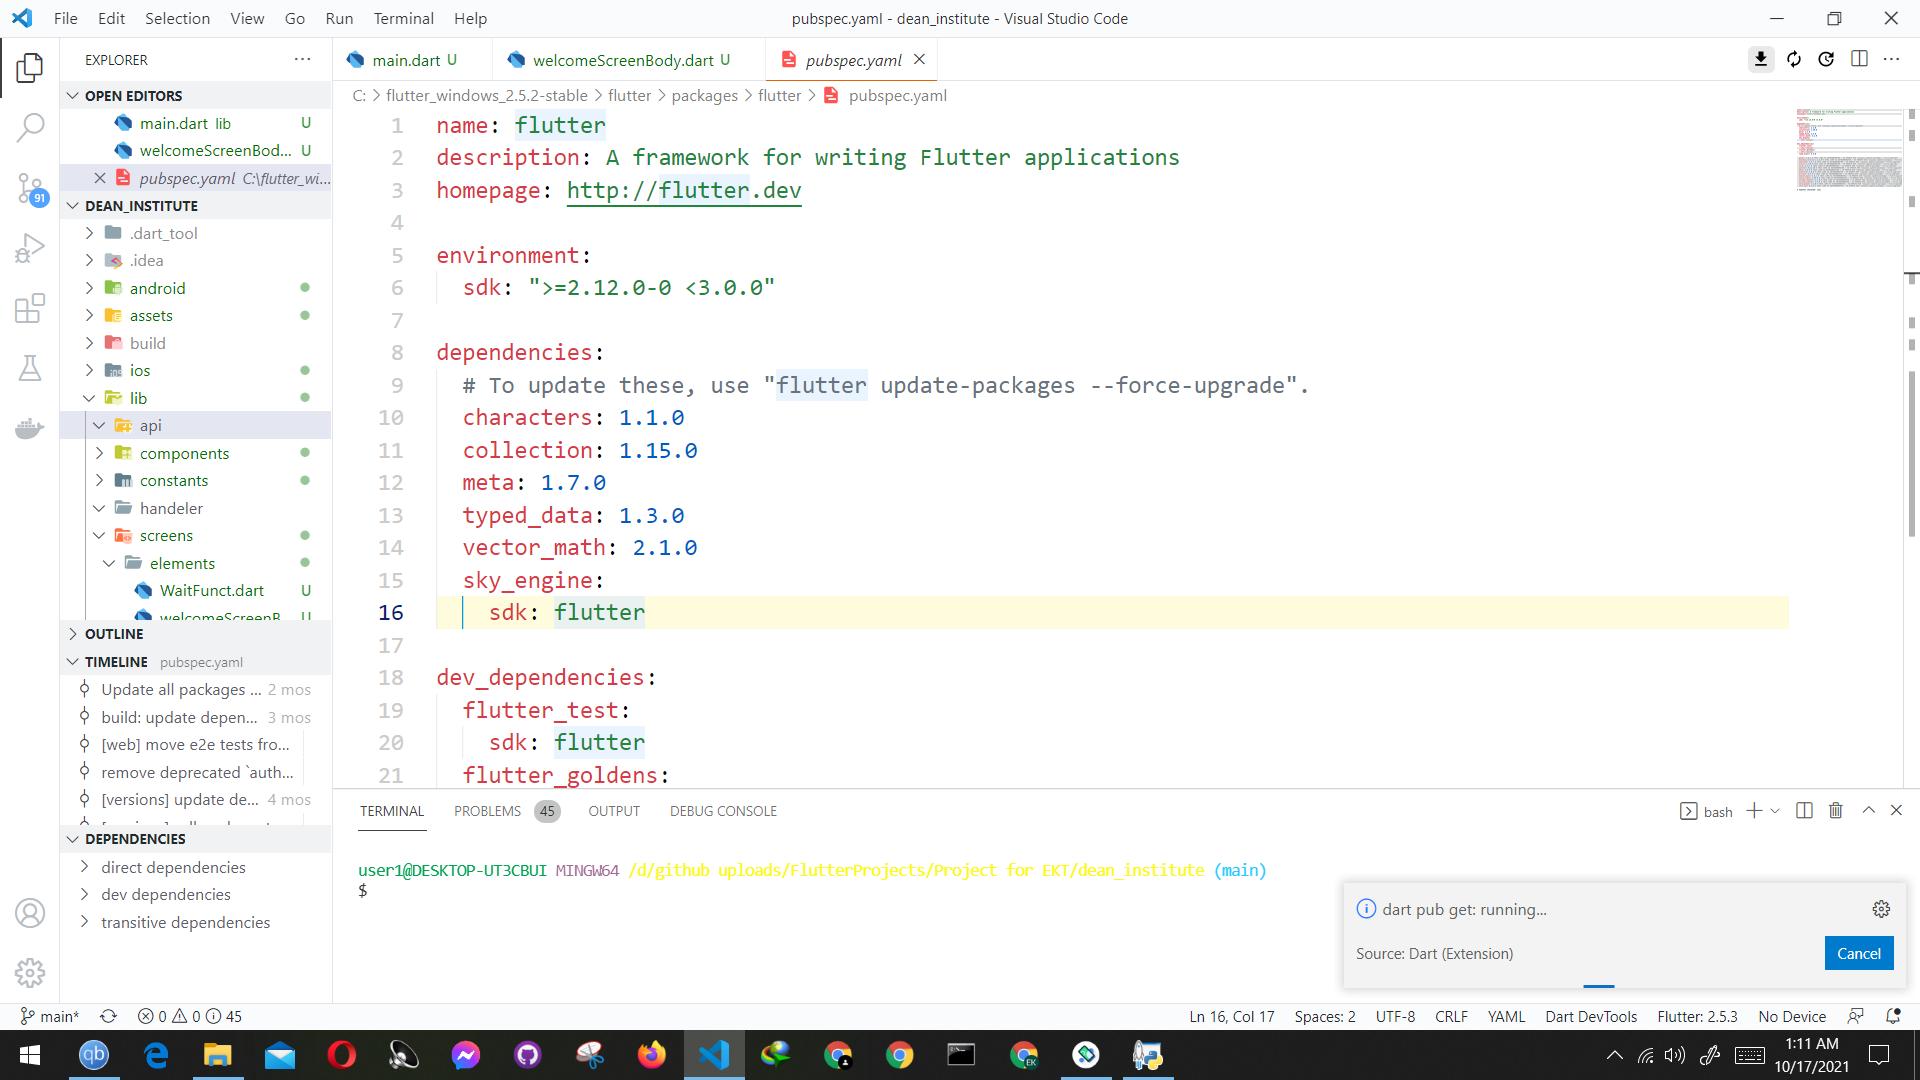 File Edit Selection View Go Run Terminal Help
pubspec.yaml - dean_institute - Visual Studio Code
EXPLORER
main.dart U
welcomeScreenBody.dart U
pubspec.yaml
C: > flutter_windows_2.5.2-stable > flutter > packages > flutter > pubspec.yaml
OPEN EDITORS
main.dart lib U
welcomeScreenBod... U
pubspec.yaml C:\flutter_wi...
91
DEAN_INSTITUTE
.dart_tool
.idea
android
assets
build
ios
lib
api
components
constants
handeler
screens
elements
WaitFunct.dart U
welcomeScreenB U
OUTLINE
TIMELINE pubspec.yaml
Update all packages ... 2 mos
build: update depen... 3 mos
[web] move e2e tests fro...
remove deprecated `auth...
[versions] update de... 4 mos
DEPENDENCIES
direct dependencies
dev dependencies
transitive dependencies
1 name: flutter
2 description: A framework for writing Flutter applications
3 homepage: http://flutter.dev
4
5 environment:
6 sdk: ">=2.12.0-0 <3.0.0"
7
8 dependencies:
9 # To update these, use "flutter update-packages --force-upgrade".
10 characters: 1.1.0
11 collection: 1.15.0
12 meta: 1.7.0
13 typed_data: 1.3.0
14 vector_math: 2.1.0
15 sky_engine:
16 sdk: flutter
17
18 dev_dependencies:
19 flutter_test:
20 sdk: flutter
21 flutter_goldens:
TERMINAL PROBLEMS 45 OUTPUT DEBUG CONSOLE
bash
user1@DESKTOP-UT3CBUI MINGW64 /d/github uploads/FlutterProjects/Project for EKT/dean_institute (main)
$
dart pub get: running...
Source: Dart (Extension)
Cancel
main* 0 0 45
Ln 16, Col 17 Spaces: 2 UTF-8 CRLF YAML Dart DevTools Flutter: 2.5.3 No Device
qb
EK
1:11 AM
10/17/2021